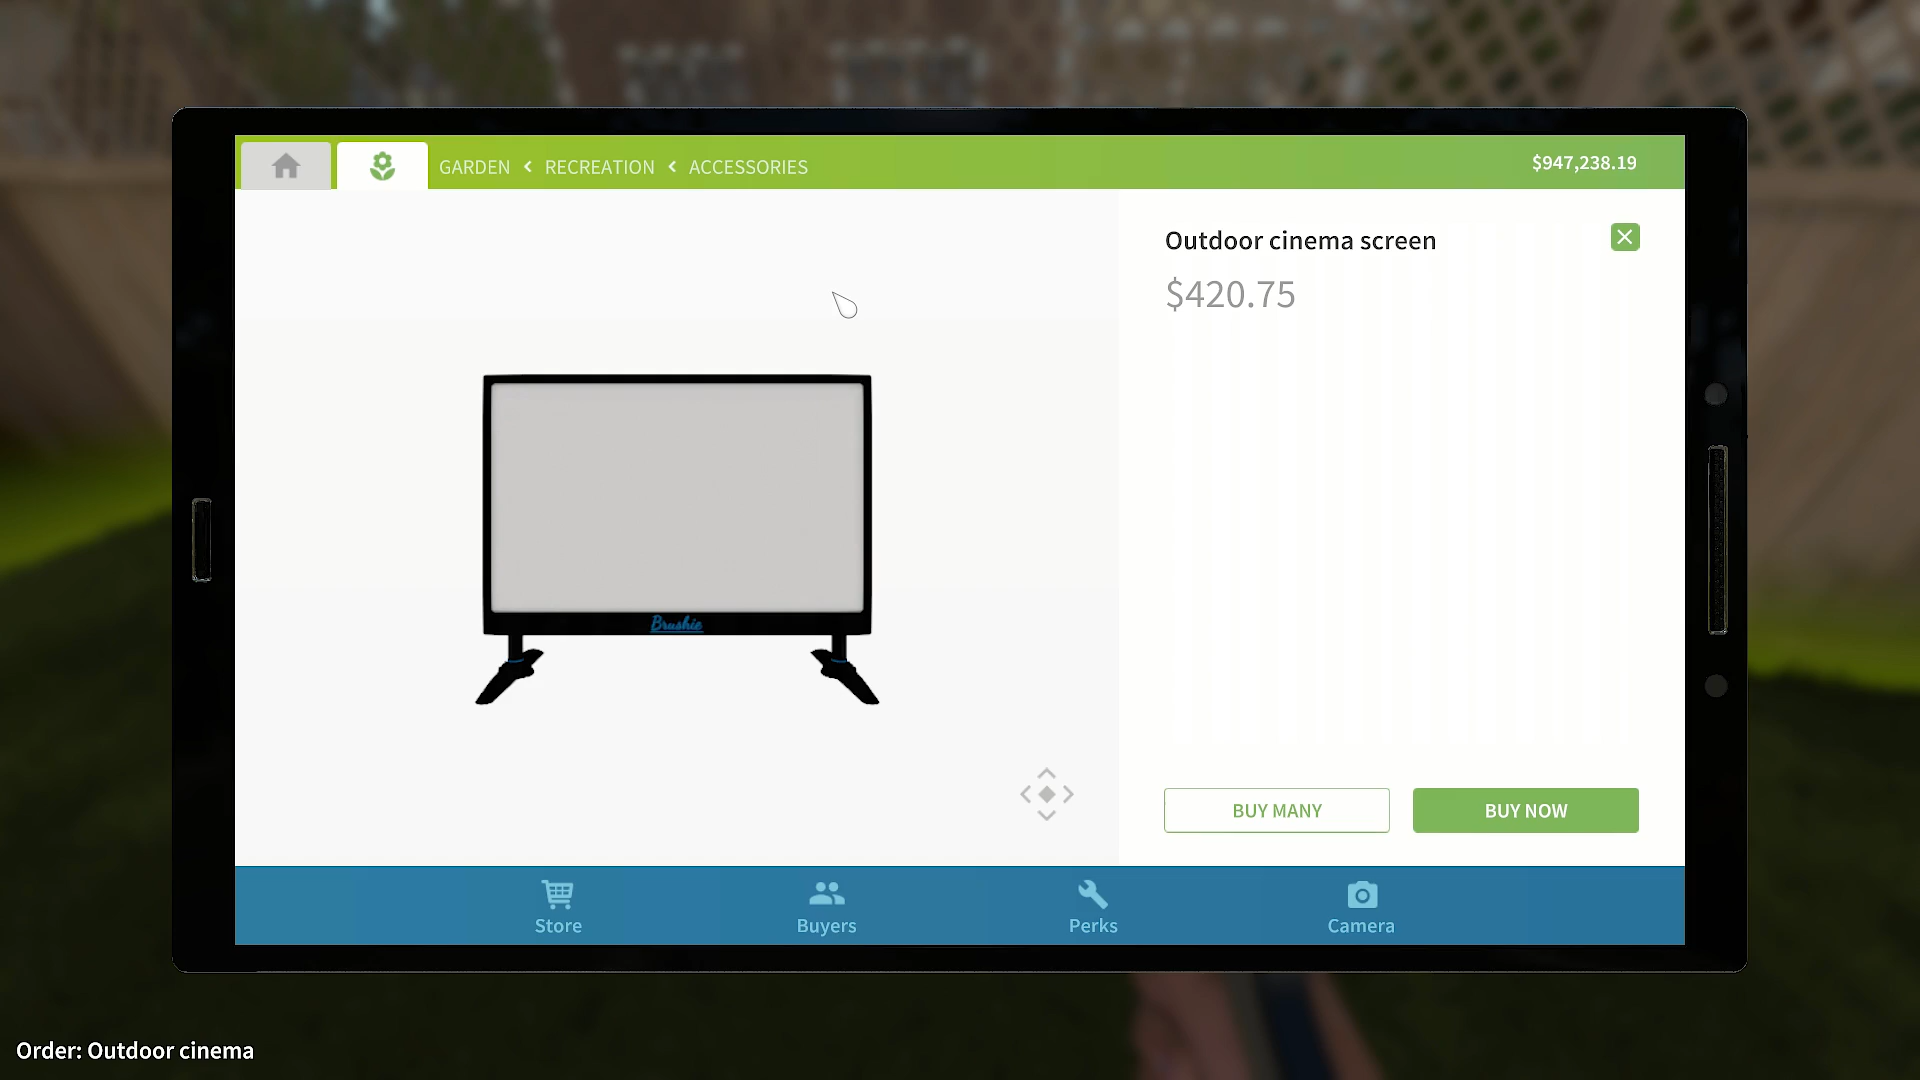 GARDEN < RECREATION < ACCESSORIES
$947,238.19
Outdoor cinema screen
$420.75
Brushie
BUY MANY
BUY NOW
Store
Buyers
Perks
Camera
Order: Outdoor cinema